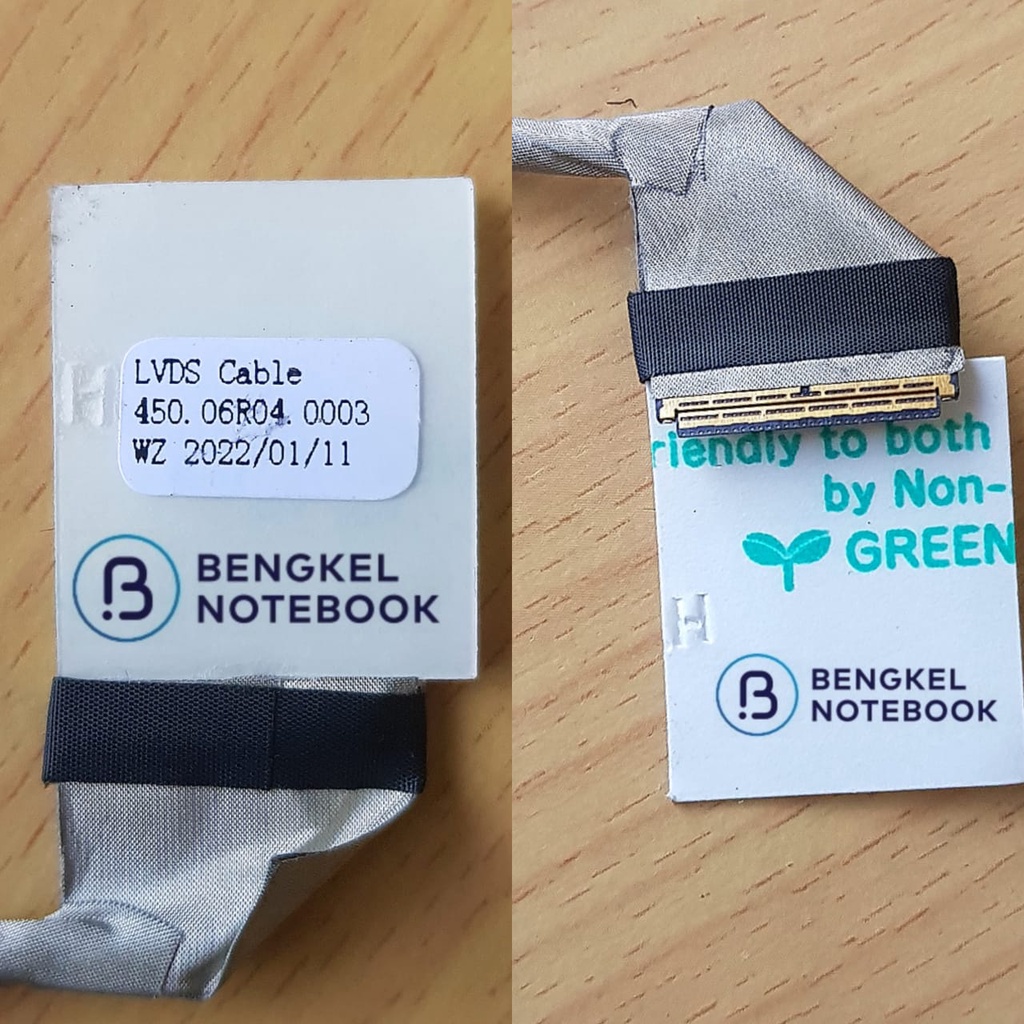 LVDS Cable
450.06R04.0003
WZ 2022/01/11
H
BENGKEL
NOTEBOOK
riendly to both
by Non-
GREEN
H
BENGKEL
NOTEBOOK